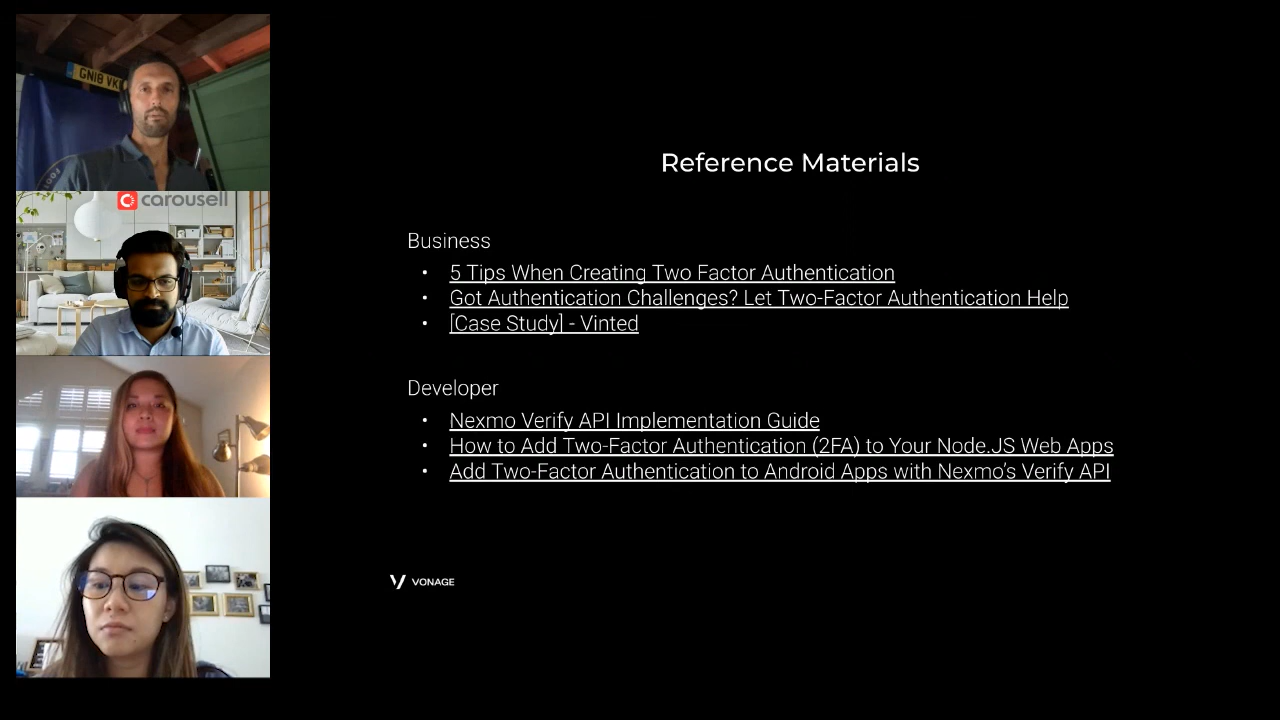 GN18 VK
carousell
Reference Materials
Business
• 5 Tips When Creating Two Factor Authentication
• Got Authentication Challenges? Let Two-Factor Authentication Help
• [Case Study] - Vinted
Developer
• Nexmo Verify API Implementation Guide
• How to Add Two-Factor Authentication (2FA) to Your Node.JS Web Apps
• Add Two-Factor Authentication to Android Apps with Nexmo’s Verify API
VONAGE